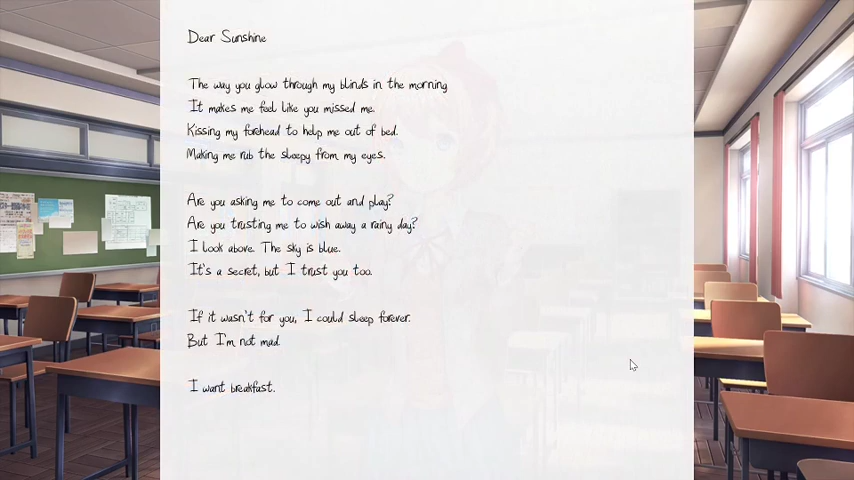 Dear Sunshine
The way you glow through my blinds in the morning
It makes me feel like you missed me.
Kissing my forehead to help me out of bed.
Making me rub the sleepy from my eyes.
Are you asking me to come out and play?
Are you trusting me to wish away a rainy day?
I look above. The sky is blue.
It's a secret, but I trust you too.
If it wasn't for you, I could sleep forever.
But I'm not mad.
I want breakfast.